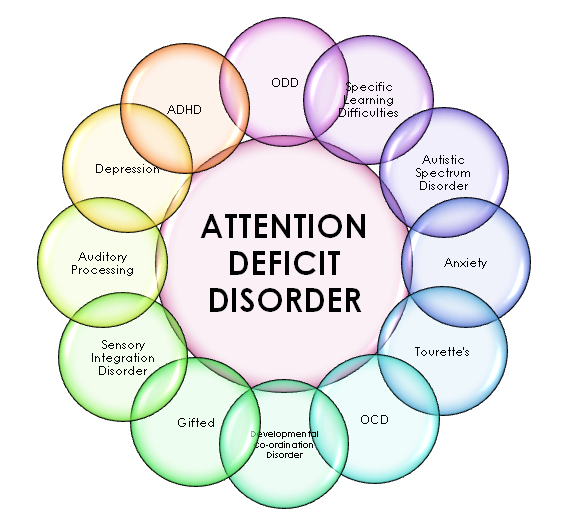 ODD
Specific
Learning
Difficulties
Autistic
Spectrum
Disorder
Anxiety
Tourette's
OCD
Developmental
Co-ordination
Disorder
Gifted
Sensory
Integration
Disorder
Auditory
Processing
Depression
ADHD
ATTENTION
DEFICIT
DISORDER